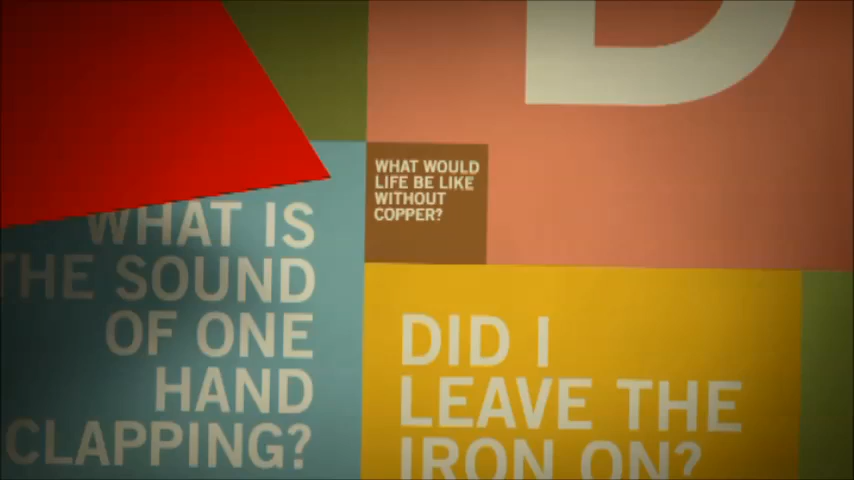 D
WHAT WOULD
LIFE BE LIKE
WITHOUT
COPPER?
WHAT IS
THE SOUND
OF ONE
HAND
CLAPPING?
DID I
LEAVE THE
IRON ON?